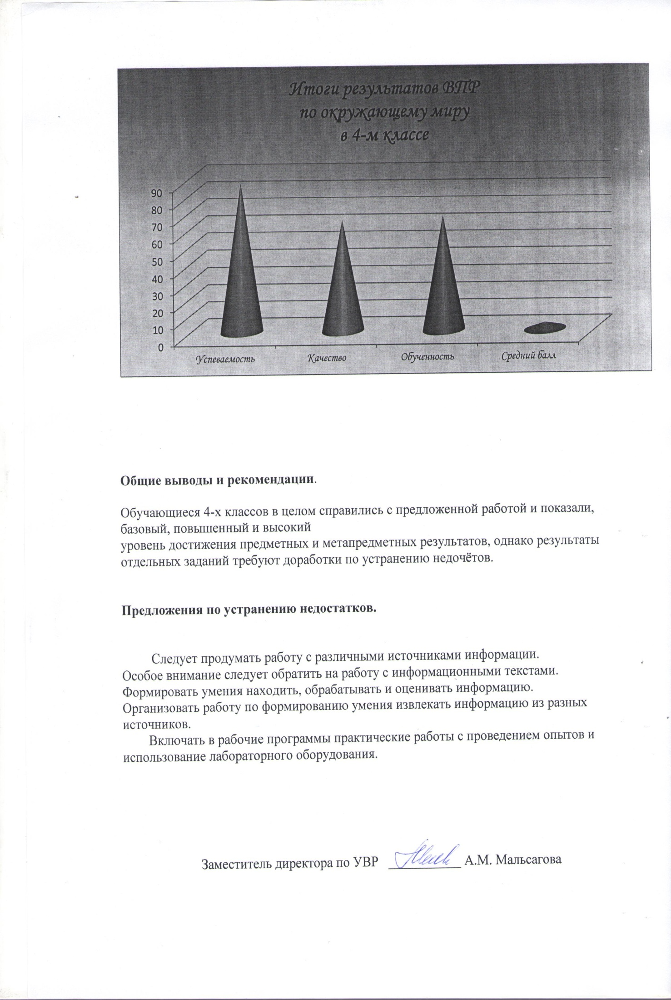 Итоги результатов ВПР
по окружающему миру
в 4-м классе
90
80
70
60
50
40
30
20
10
0
Успеваемость
Качество
Обученность
Средний балл
Общие выводы и рекомендации.
Обучающиеся 4-х классов в целом справились с предложенной работой и показали,
базовый, повышенный и высокий
уровень достижения предметных и метапредметных результатов, однако результаты
отдельных заданий требуют доработки по устранению недочётов.
Предложения по устранению недостатков.
Следует продумать работу с различными источниками информации.
Особое внимание следует обратить на работу с информационными текстами.
Формировать умения находить, обрабатывать и оценивать информацию.
Организовать работу по формированию умения извлекать информацию из разных
источников.
Включать в рабочие программы практические работы с проведением опытов и
использование лабораторного оборудования.
Заместитель директора по УВР ___________ А.М. Мальсагова